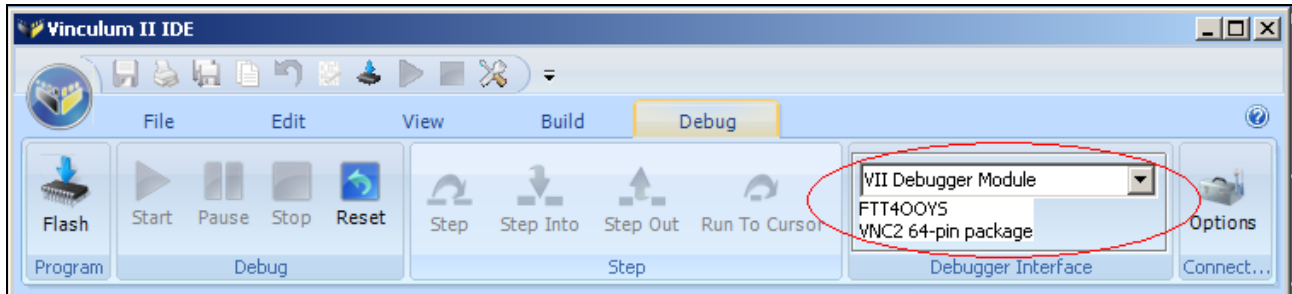 Vinculum II IDE
File Edit View Build Debug
Flash Start Pause Stop Reset Step Step Into Step Out Run To Cursor Options
VII Debugger Module
FTT4OOYS
VNC2 64-pin package
Program Debug Step Debugger Interface Connect...